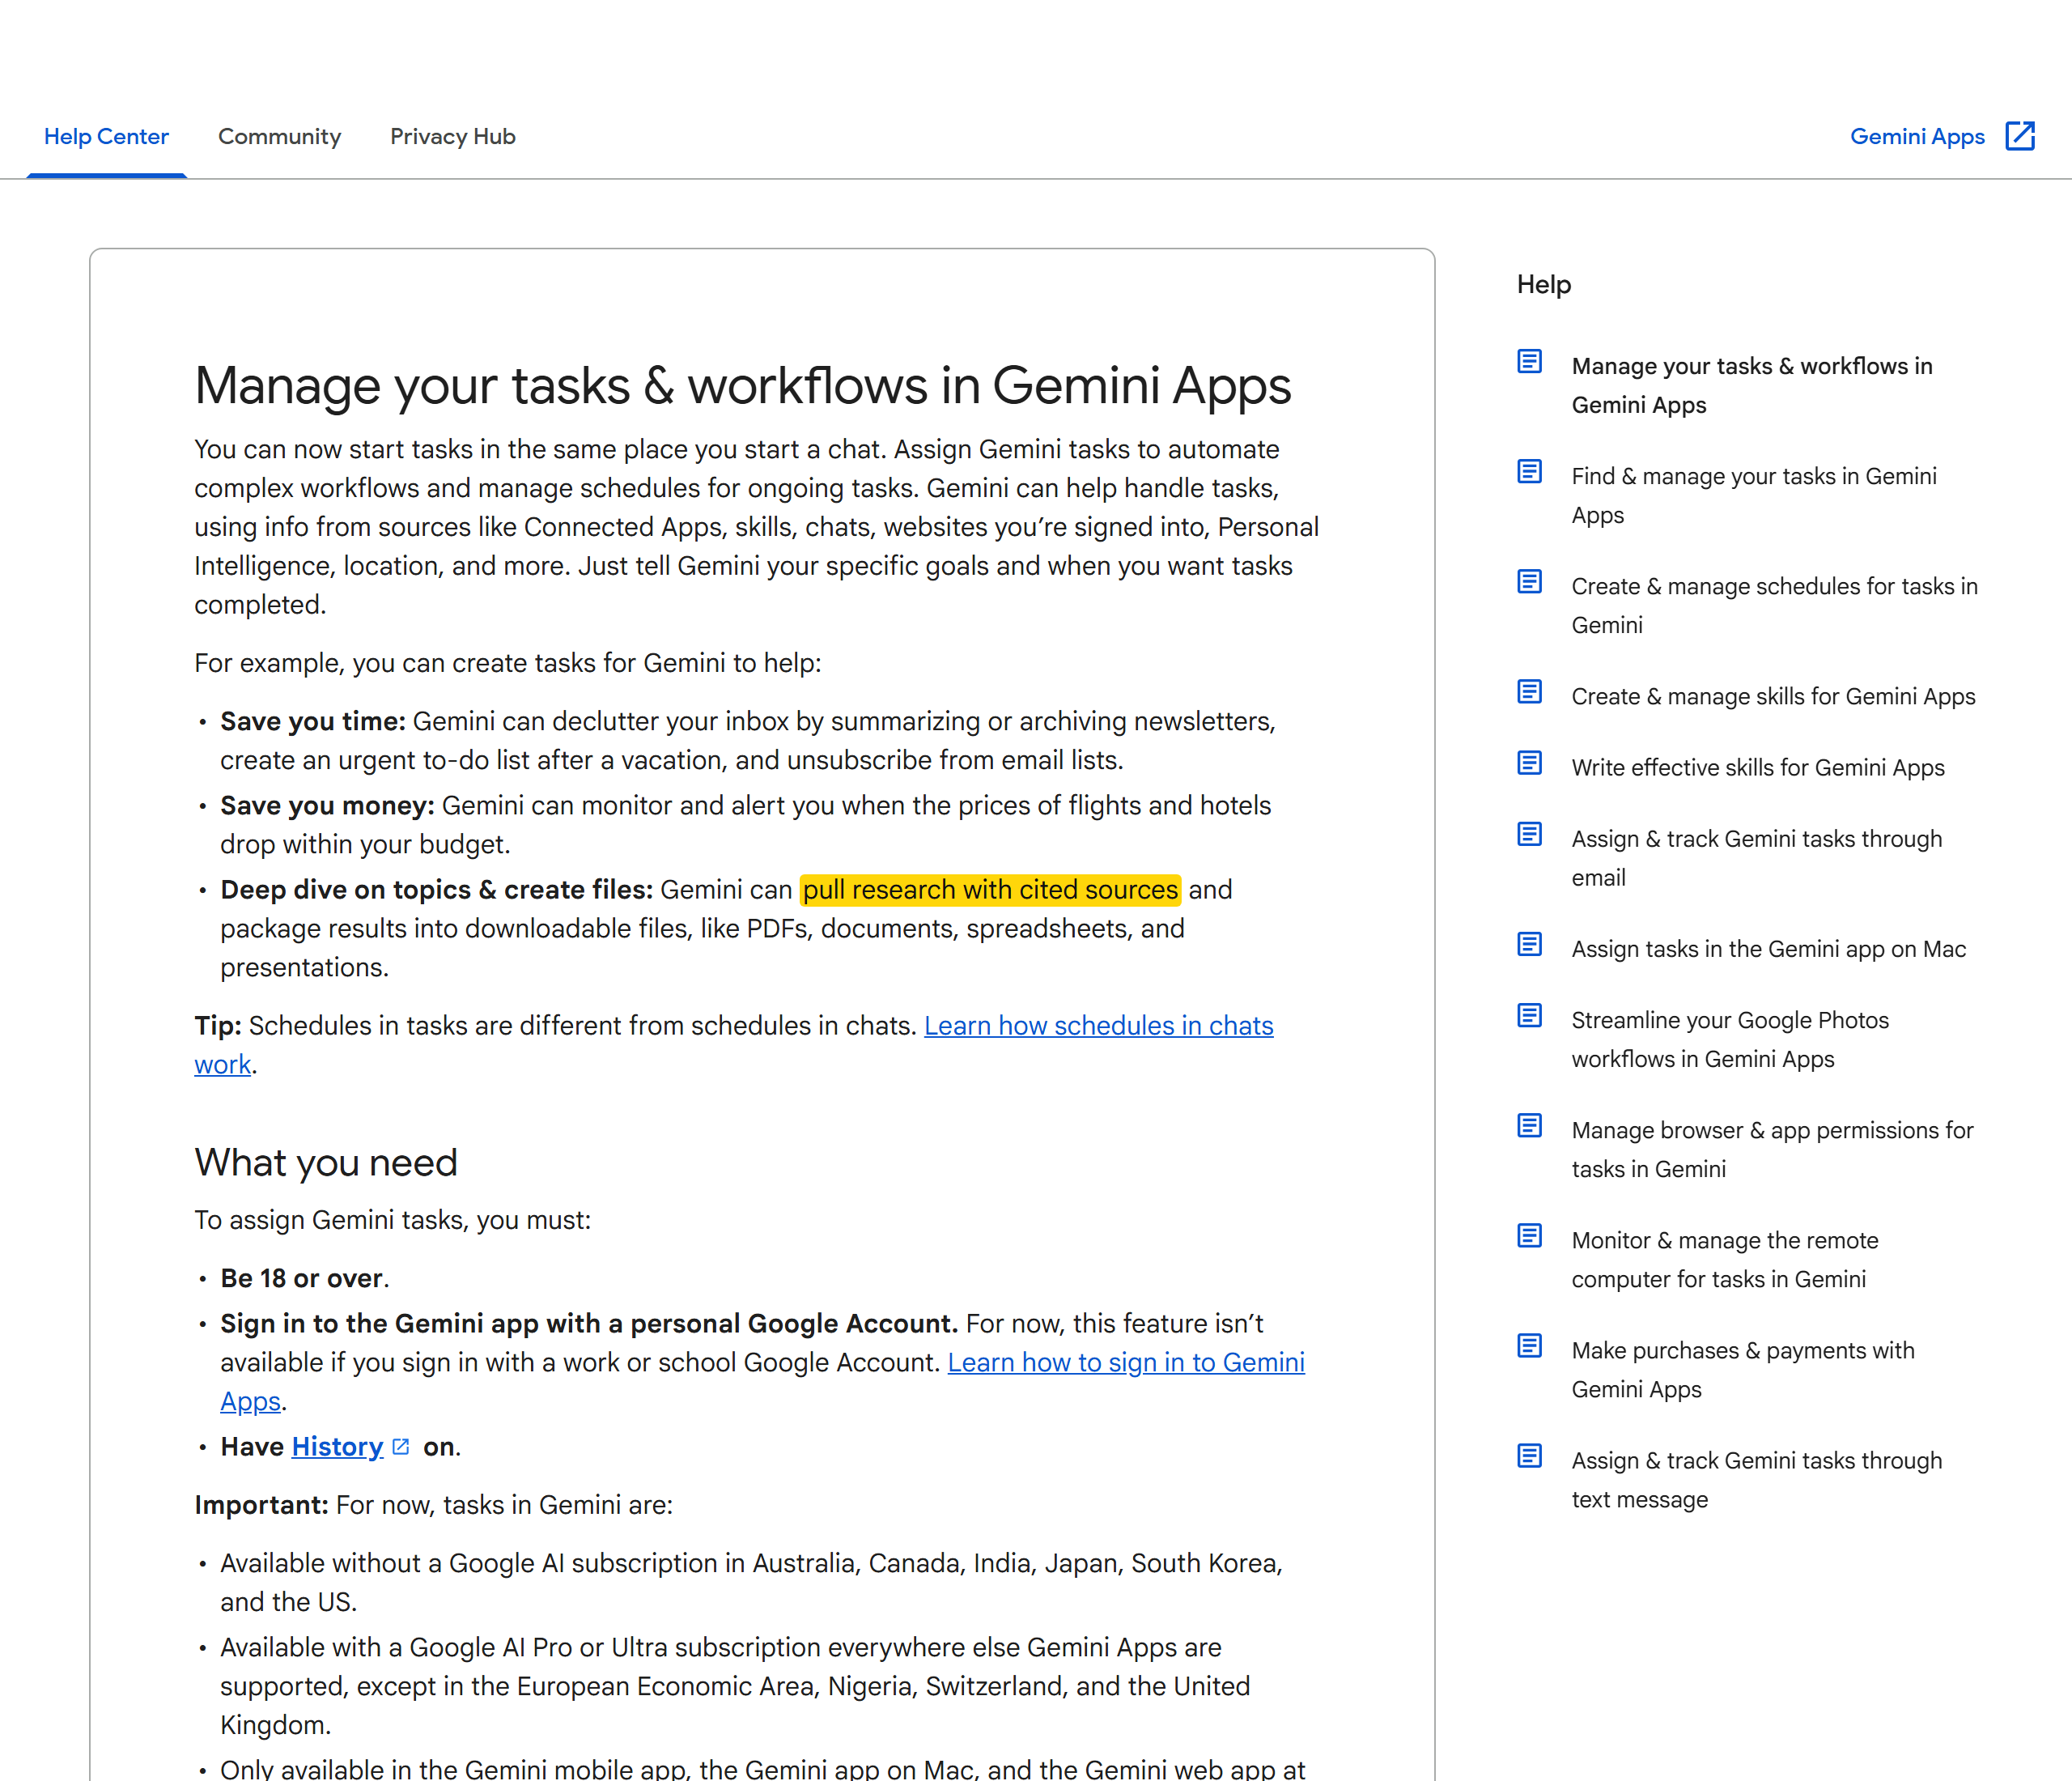 Help Center
Community
Privacy Hub
Gemini Apps
Manage your tasks & workflows in Gemini Apps
You can now start tasks in the same place you start a chat. Assign Gemini tasks to automate
complex workflows and manage schedules for ongoing tasks. Gemini can help handle tasks,
using info from sources like Connected Apps, skills, chats, websites you’re signed into, Personal
Intelligence, location, and more. Just tell Gemini your specific goals and when you want tasks
completed.
For example, you can create tasks for Gemini to help:
• Save you time: Gemini can declutter your inbox by summarizing or archiving newsletters,
create an urgent to-do list after a vacation, and unsubscribe from email lists.
• Save you money: Gemini can monitor and alert you when the prices of flights and hotels
drop within your budget.
• Deep dive on topics & create files: Gemini can pull research with cited sources and
package results into downloadable files, like PDFs, documents, spreadsheets, and
presentations.
Tip: Schedules in tasks are different from schedules in chats. Learn how schedules in chats
work.
What you need
To assign Gemini tasks, you must:
• Be 18 or over.
• Sign in to the Gemini app with a personal Google Account. For now, this feature isn’t
available if you sign in with a work or school Google Account. Learn how to sign in to Gemini
Apps.
• Have History on.
Important: For now, tasks in Gemini are:
• Available without a Google AI subscription in Australia, Canada, India, Japan, South Korea,
and the US.
• Available with a Google AI Pro or Ultra subscription everywhere else Gemini Apps are
supported, except in the European Economic Area, Nigeria, Switzerland, and the United
Kingdom.
• Only available in the Gemini mobile app, the Gemini app on Mac, and the Gemini web app at
Help
Manage your tasks & workflows in
Gemini Apps
Find & manage your tasks in Gemini
Apps
Create & manage schedules for tasks in
Gemini
Create & manage skills for Gemini Apps
Write effective skills for Gemini Apps
Assign & track Gemini tasks through
email
Assign tasks in the Gemini app on Mac
Streamline your Google Photos
workflows in Gemini Apps
Manage browser & app permissions for
tasks in Gemini
Monitor & manage the remote
computer for tasks in Gemini
Make purchases & payments with
Gemini Apps
Assign & track Gemini tasks through
text message